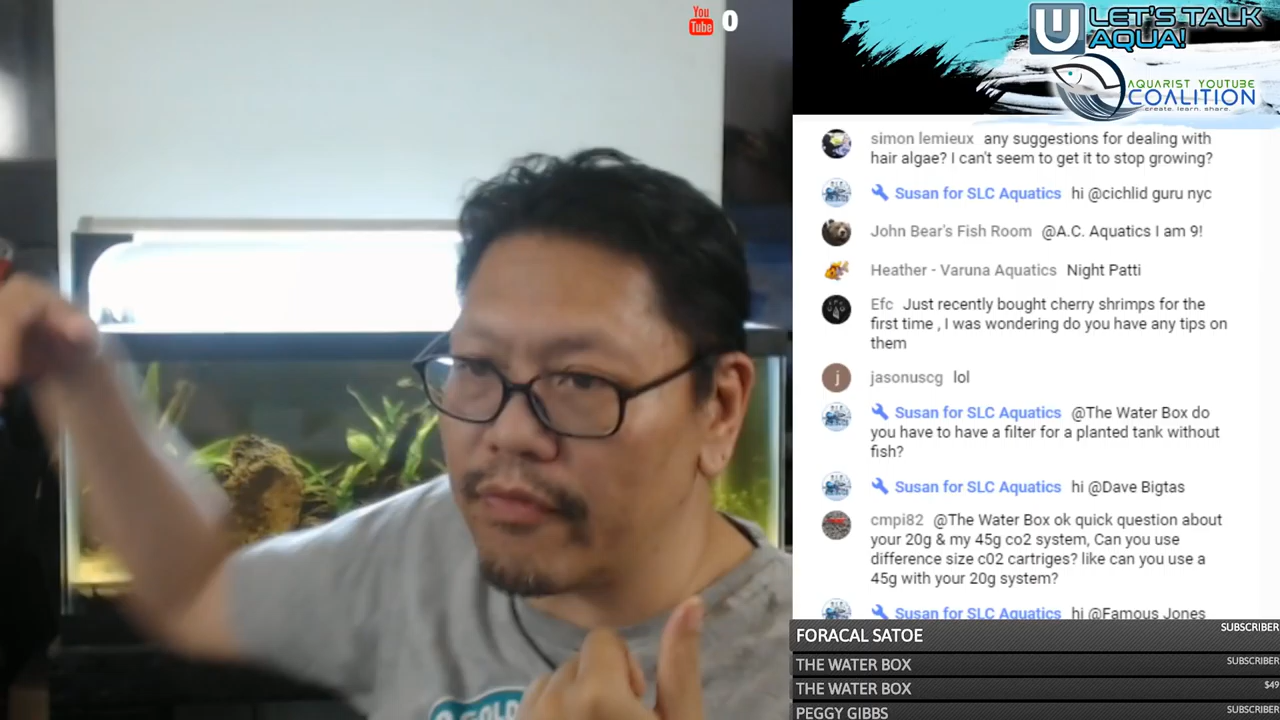 You
Tube 0
LET'S TALK
AQUA!
AQUARIST YOUTUBE
COALITION
create. learn. share.
simon lemieux any suggestions for dealing with
hair algae? I can't seem to get it to stop growing?
Susan for SLC Aquatics hi @cichlid guru nyc
John Bear's Fish Room @A.C. Aquatics I am 9!
Heather - Varuna Aquatics Night Patti
Efc Just recently bought cherry shrimps for the
first time , I was wondering do you have any tips on
them
j jasonuscg lol
Susan for SLC Aquatics @The Water Box do
you have to have a filter for a planted tank without
fish?
Susan for SLC Aquatics hi @Dave Bigtas
cmpi82 @The Water Box ok quick question about
your 20g & my 45g co2 system, Can you use
difference size c02 cartriges? like can you use a
45g with your 20g system?
Susan for SLC Aquatics hi @Famous Jones
FORACAL SATOE SUBSCRIBER
THE WATER BOX SUBSCRIBER
THE WATER BOX $49
PEGGY GIBBS SUBSCRIBER